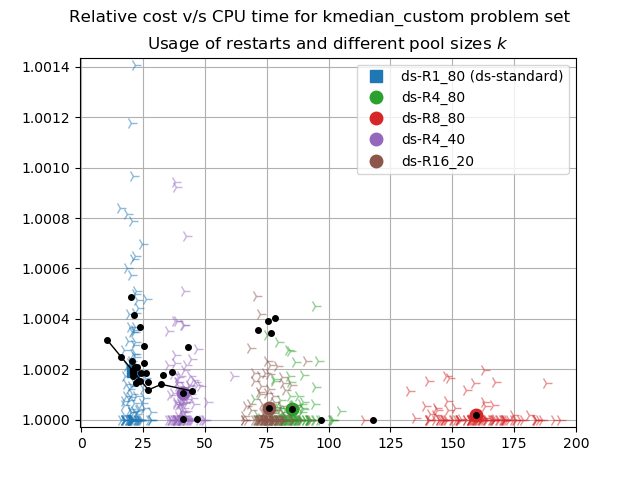 Relative cost v/s CPU time for kmedian_custom problem set
Usage of restarts and different pool sizes k
ds-R1_80 (ds-standard)
ds-R4_80
ds-R8_80
ds-R4_40
ds-R16_20
1.0014
1.0012
1.0010
1.0008
1.0006
1.0004
1.0002
1.0000
0 25 50 75 100 125 150 175 200